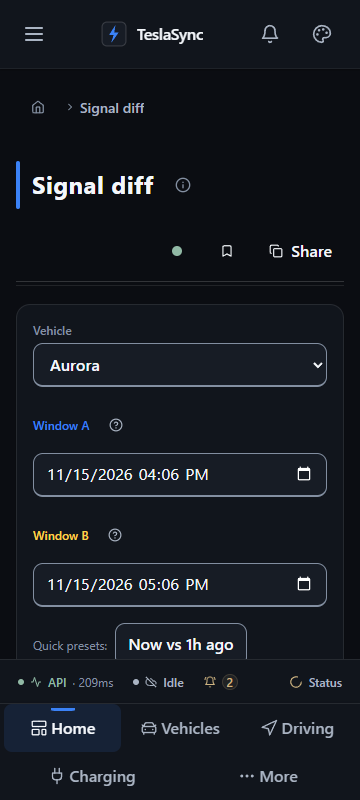 TeslaSync
Signal diff
Signal diff
Share
Vehicle
Aurora
Window A
11/15/2026 04:06 PM
Window B
11/15/2026 05:06 PM
Quick presets: Now vs 1h ago
API · 209ms Idle 2 Status
Home Vehicles Driving
Charging More